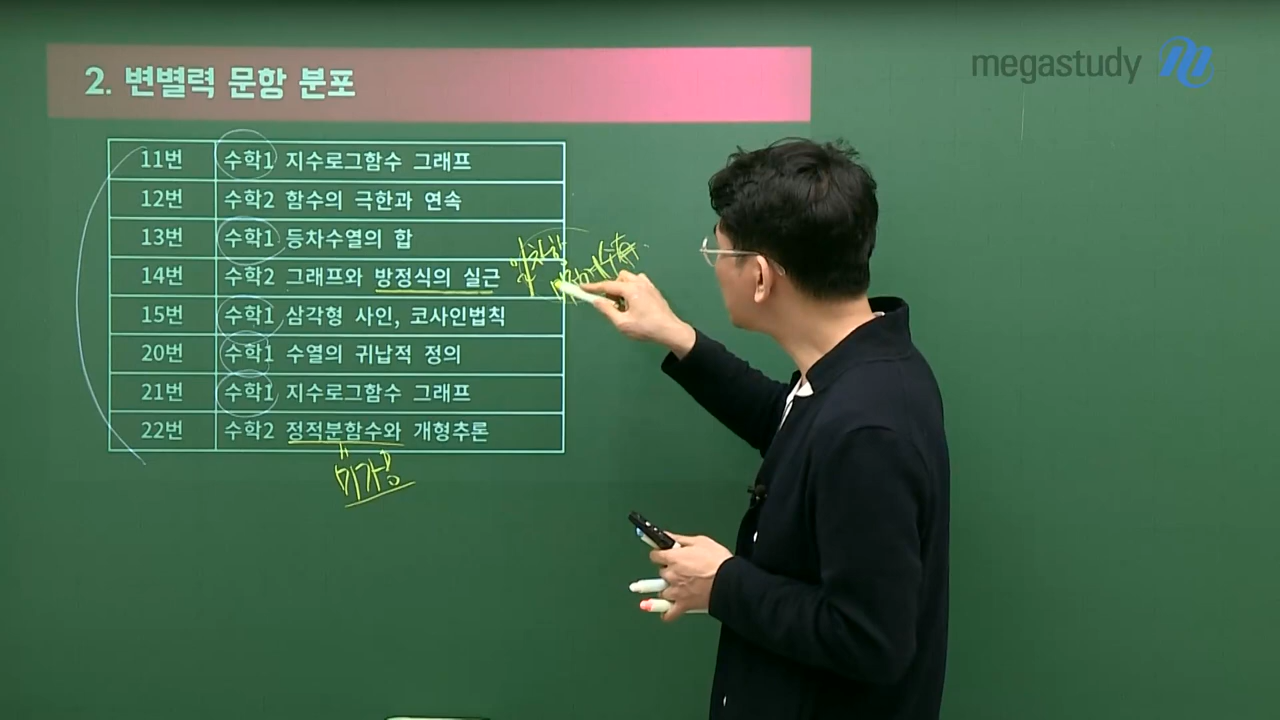 megastudy
2. 변별력 문항 분포
11번 수학1 지수로그함수 그래프
12번 수학2 함수의 극한과 연속
13번 수학1 등차수열의 합
14번 수학2 그래프와 방정식의 실근
15번 수학1 삼각형 사인, 코사인법칙
20번 수학1 수열의 귀납적 정의
21번 수학1 지수로그함수 그래프
22번 수학2 정적분함수와 개형추론